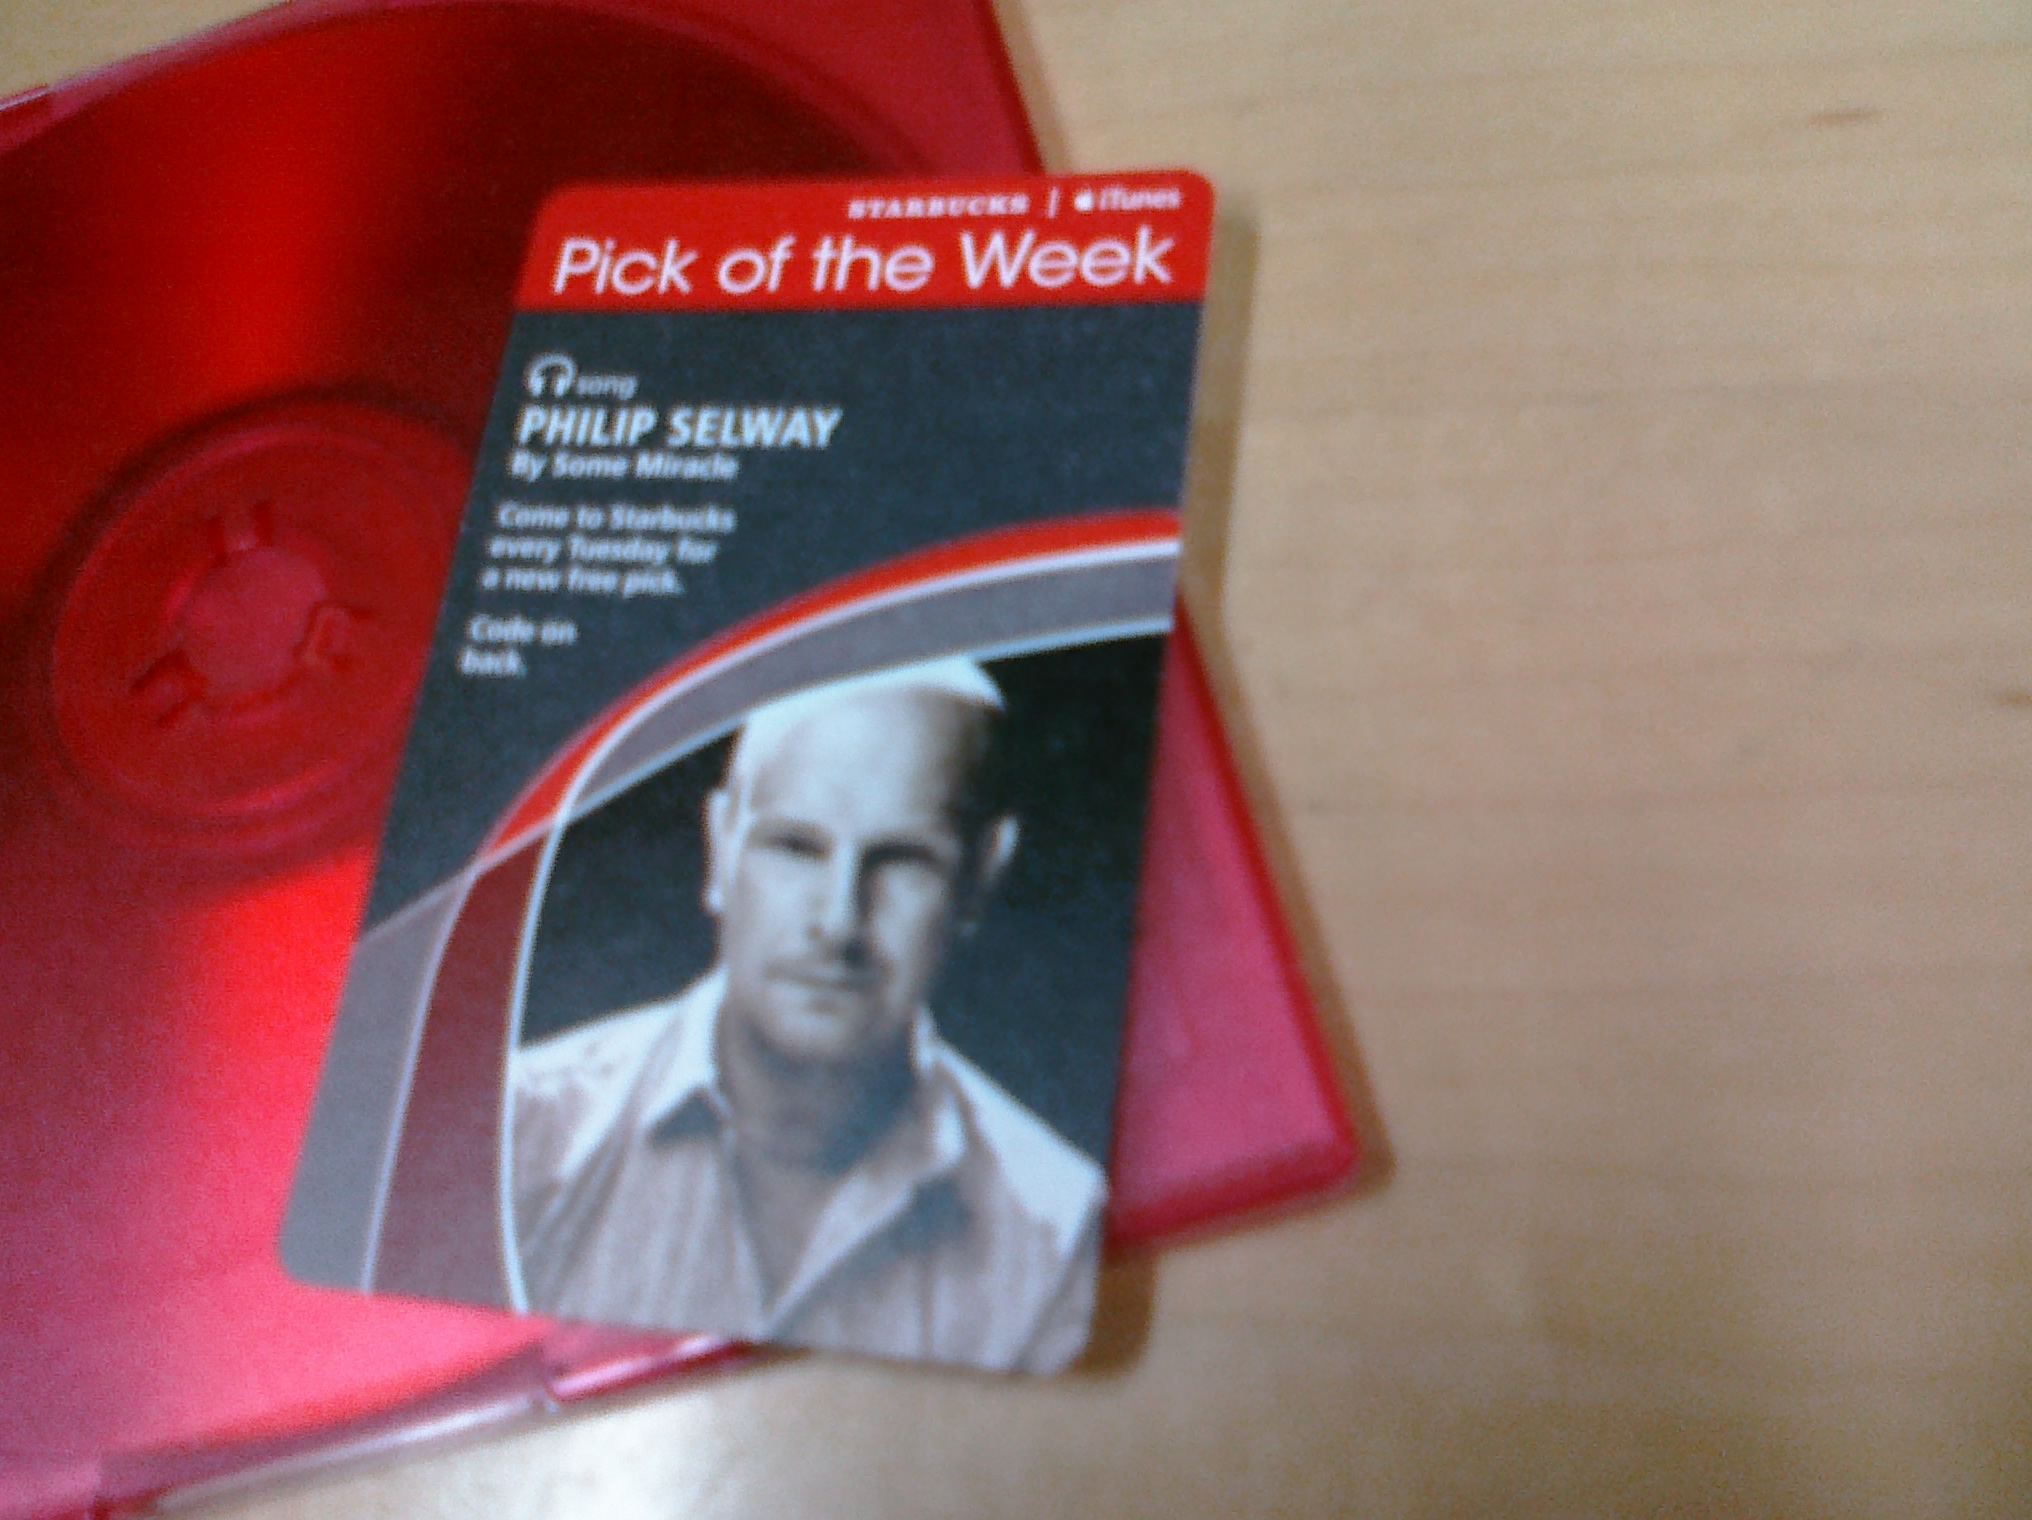 STARBUCKS | iTunes
Pick of the Week
song
PHILIP SELWAY
By Some Miracle
Come to Starbucks
every Tuesday for
a new free pick.
Code on
back.